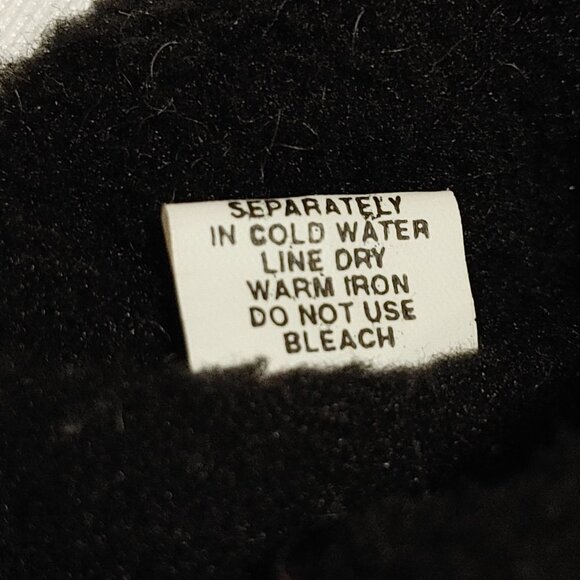 SEPARATELY
IN COLD WATER
LINE DRY
WARM IRON
DO NOT USE
BLEACH